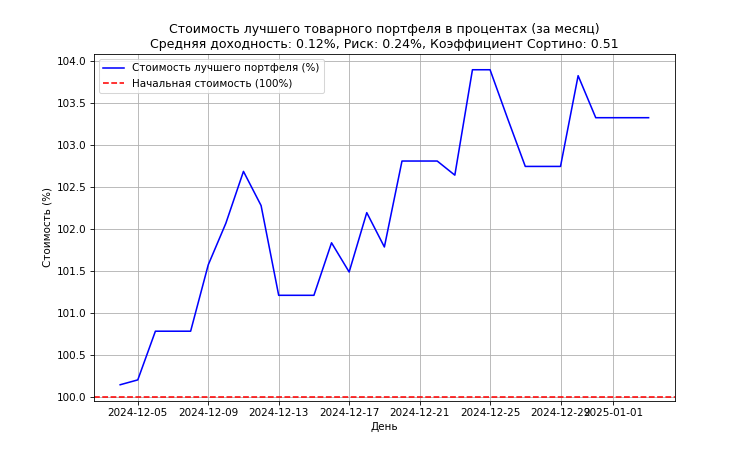 Стоимость лучшего товарного портфеля в процентах (за месяц)
Средняя доходность: 0.12%, Риск: 0.24%, Коэффициент Сортино: 0.51
Стоимость лучшего портфеля (%)
Начальная стоимость (100%)
104.0
103.5
103.0
102.5
102.0
101.5
101.0
100.5
100.0
Стоимость (%)
2024-12-05 2024-12-09 2024-12-13 2024-12-17 2024-12-21 2024-12-25 2024-12-29 2025-01-01
День